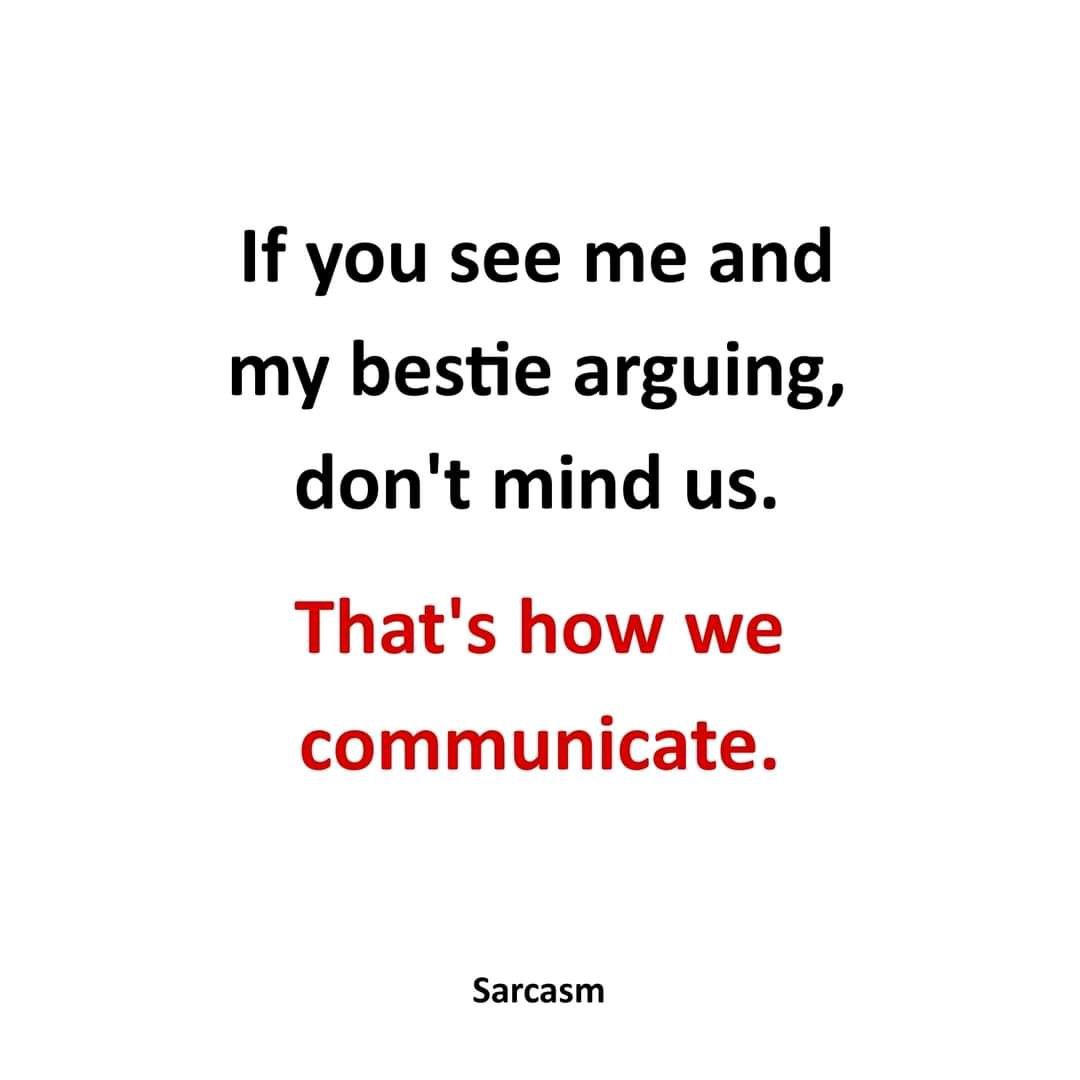 If you see me and
my bestie arguing,
don't mind us.
That's how we
communicate.
Sarcasm